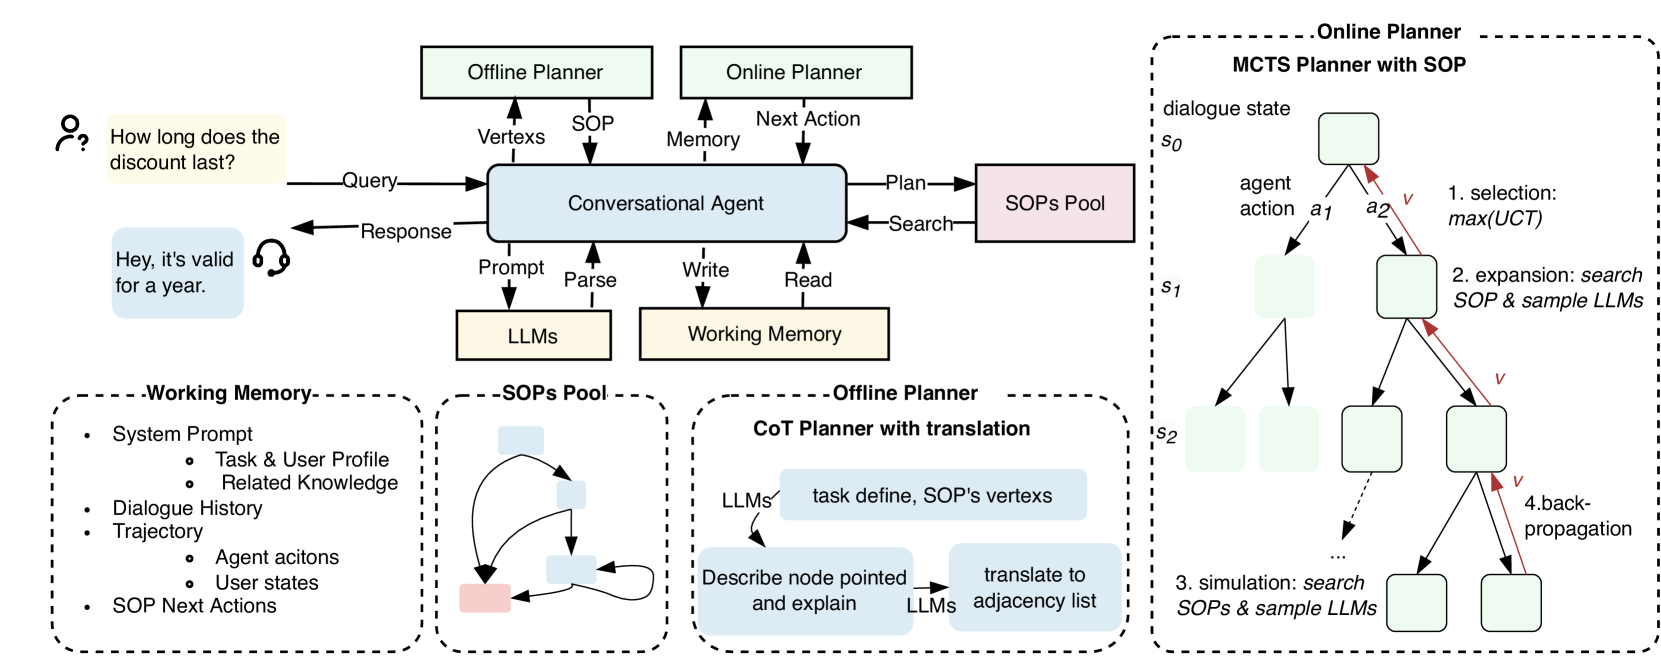 Offline Planner
Online Planner
Vertexs
SOP
Memory
Next Action
How long does the
discount last?
Query
Conversational Agent
Plan
SOPs Pool
Search
Response
Hey, it's valid
for a year.
Prompt
Parse
Write
Read
LLMs
Working Memory
Working Memory
• System Prompt
Task & User Profile
Related Knowledge
• Dialogue History
• Trajectory
Agent acitons
User states
• SOP Next Actions
SOPs Pool
Offline Planner
CoT Planner with translation
LLMs
task define, SOP's vertexs
Describe node pointed
and explain
LLMs
translate to
adjacency list
Online Planner
MCTS Planner with SOP
dialogue state
s0
agent
action
a1
a2
v
1. selection:
max(UCT)
s1
2. expansion: search
SOP & sample LLMs
v
s2
v
4.back-
propagation
...
3. simulation: search
SOPs & sample LLMs